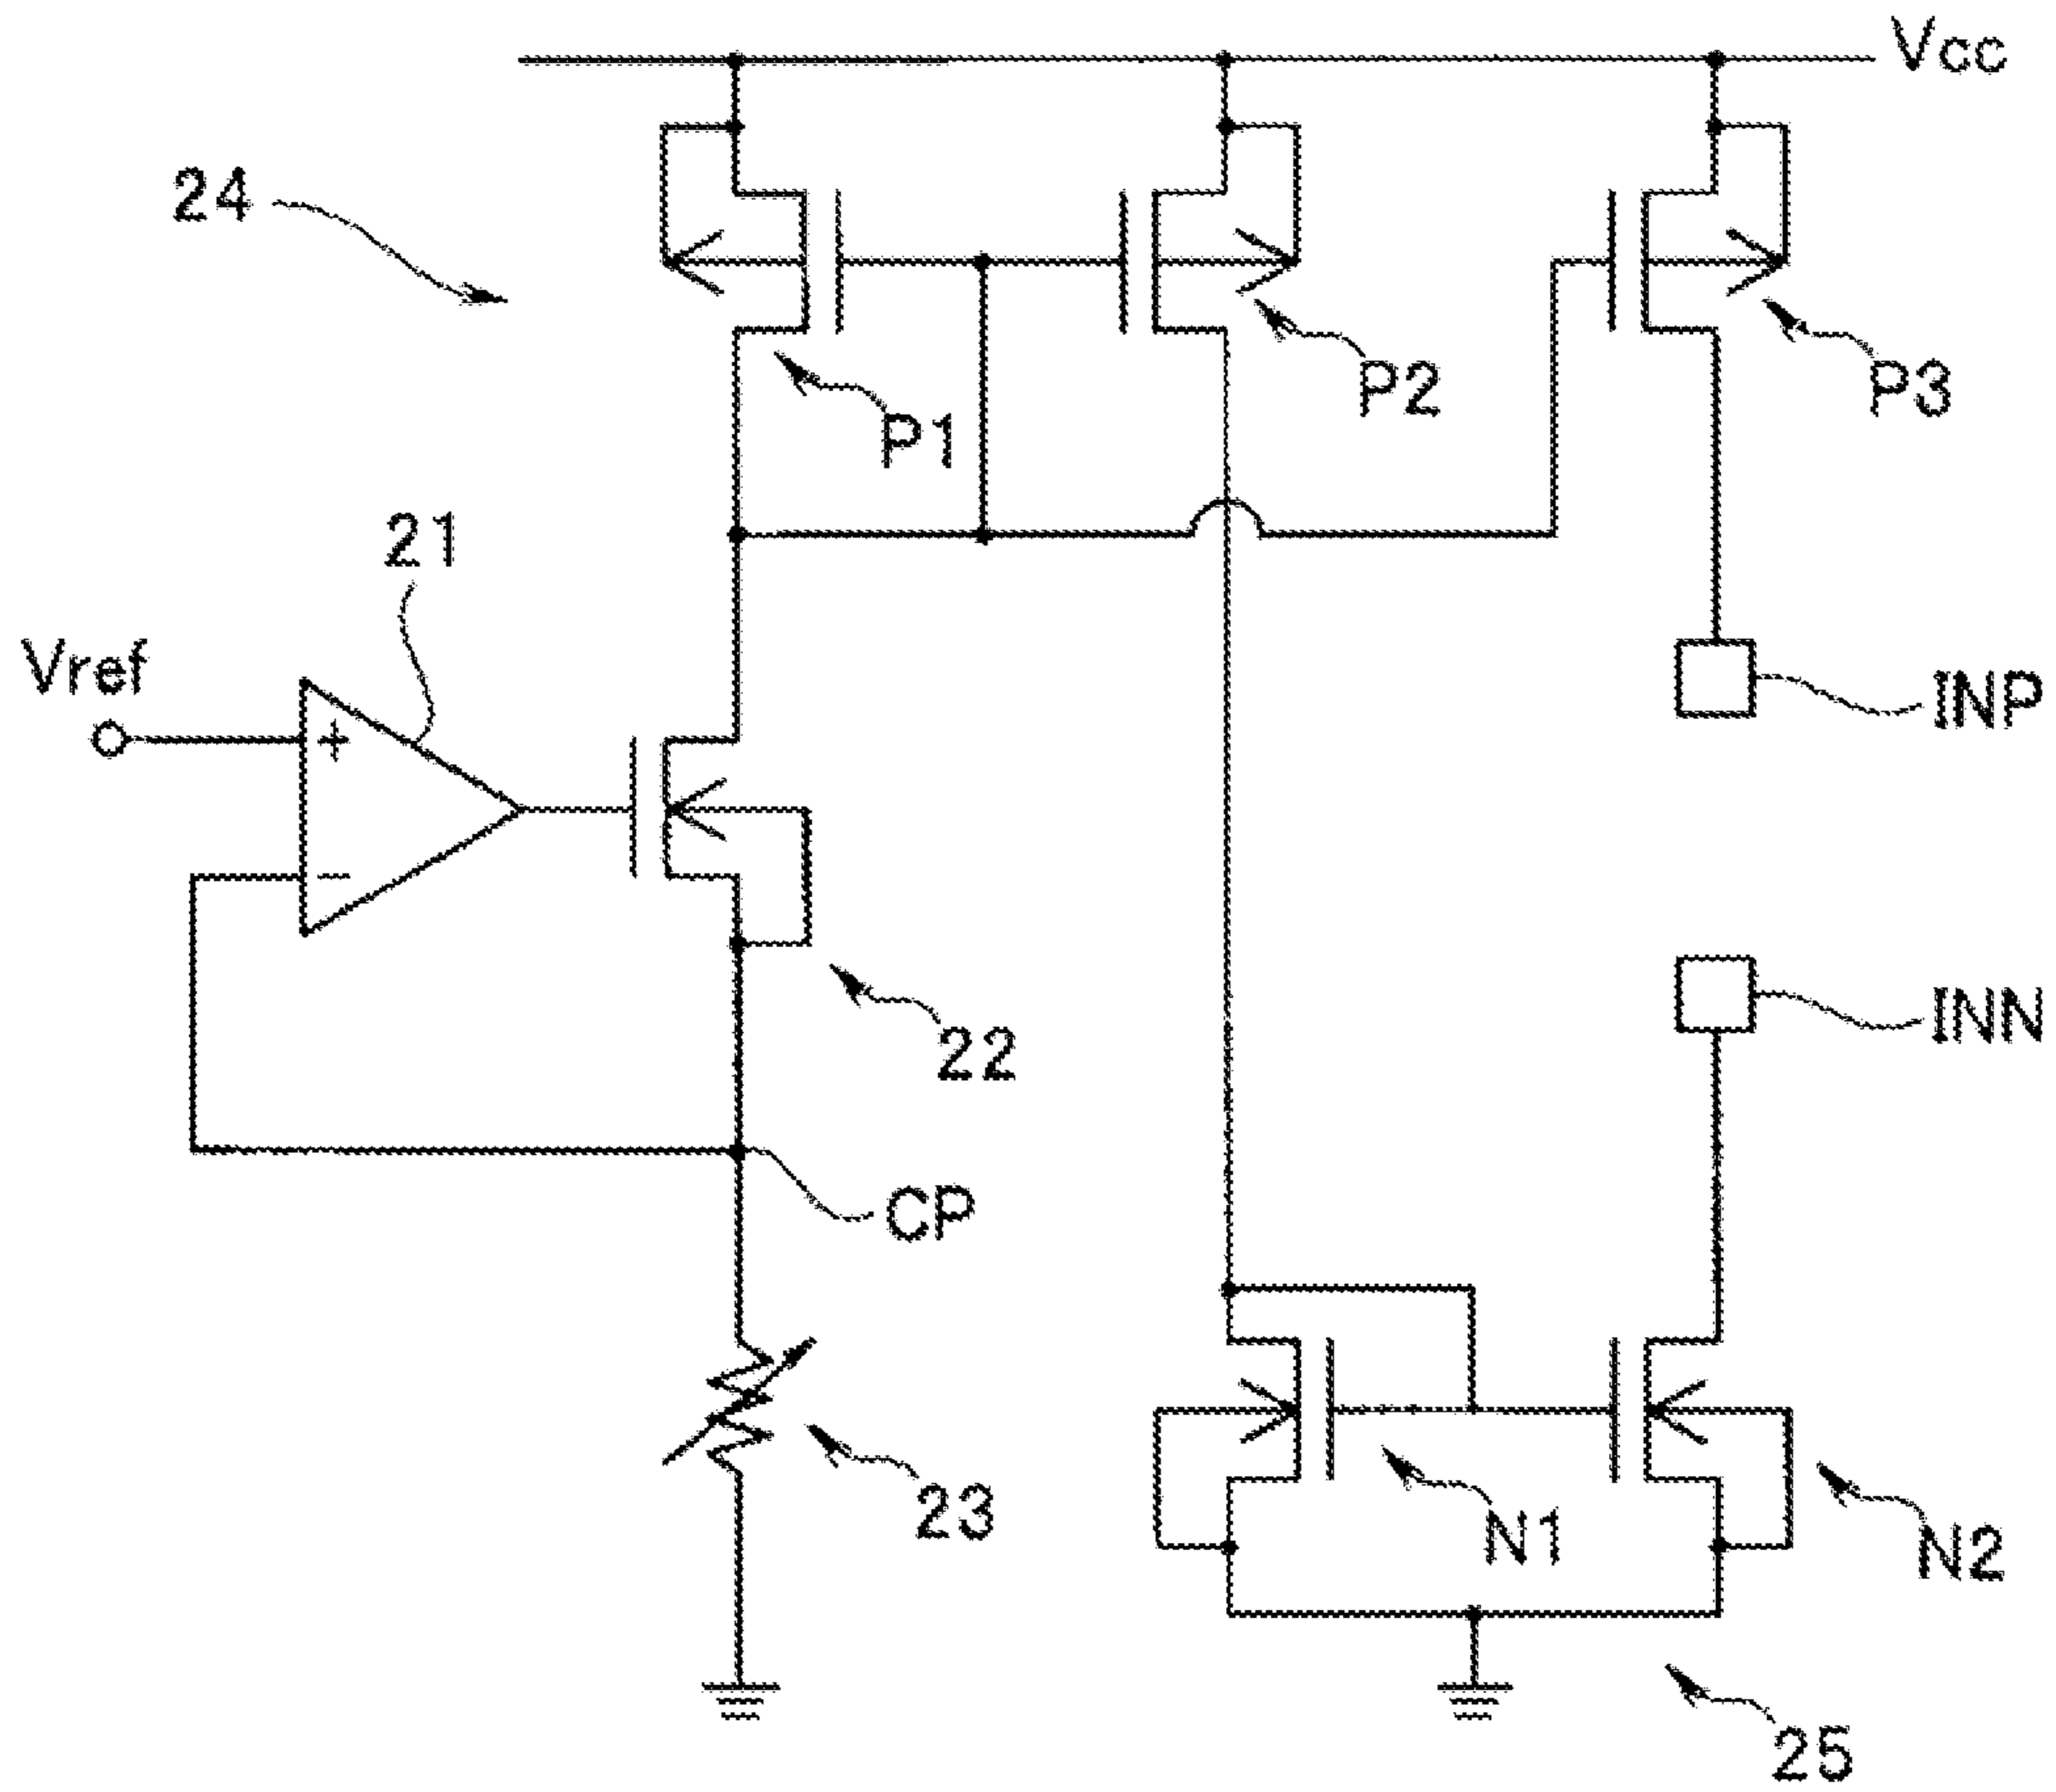 Vcc
24
P2
P3
P1
21
Vref
+
INP
−
INN
22
CP
23
N1
N2
25